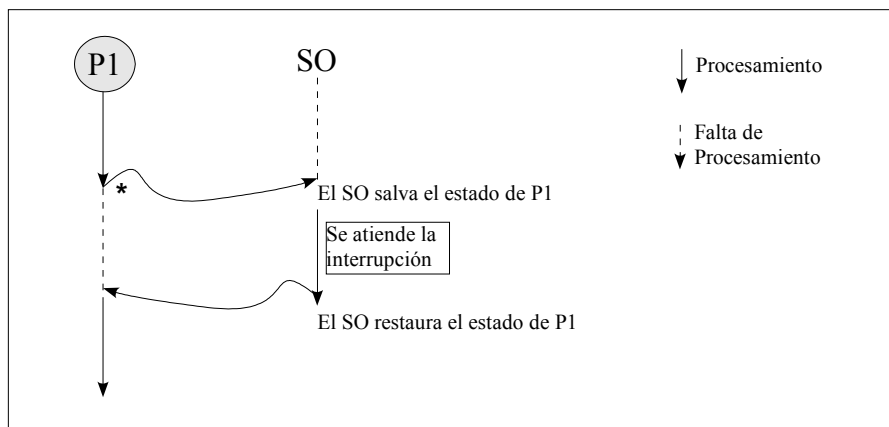 P1
SO
Procesamiento
Falta de
Procesamiento
*
El SO salva el estado de P1
Se atiende la
interrupción
El SO restaura el estado de P1